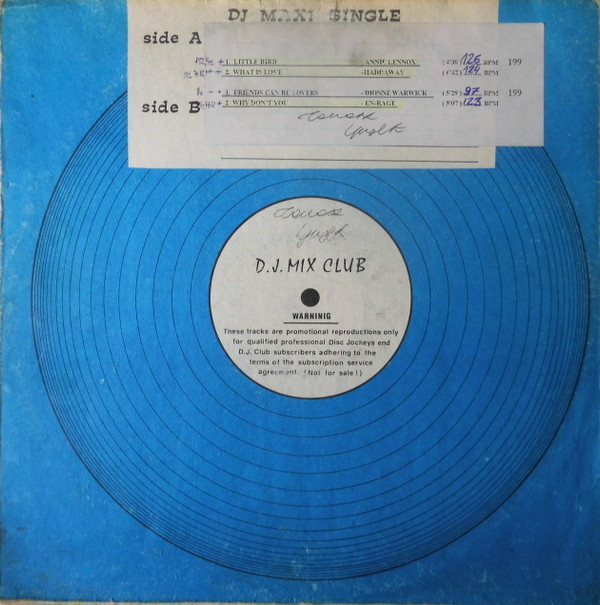 DJ MAXI SINGLE
side A
1. LITTLE BIRD - ANNIE LENNOX (4'39) 126 BPM 199
2. WHAT IS LOVE - HADDAWAY (4'42) 124 BPM
side B
1. FRIENDS CAN BE LOVERS - DIONNE WARWICK (5'29) 97 BPM 199
2. WHY DON'T YOU - EN-RAGE (5'07) 123 BPM
D.J. MIX CLUB
WARNINIG
These tracks are promotional reproductions only
for qualified professional Disc Jockeys end
D.J. Club subscribers adhering to the
terms of the subscription service
agreement. (Not for sale!)